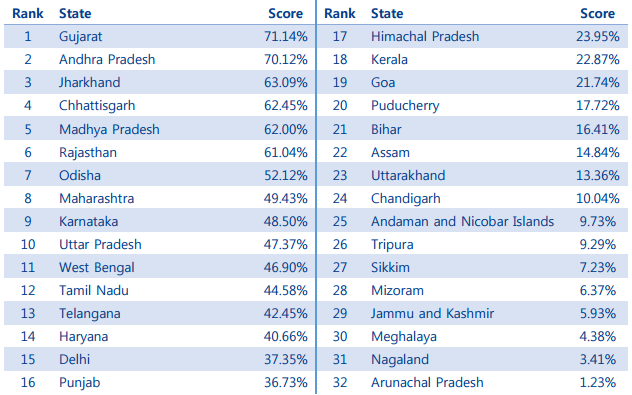 Rank State Score
1 Gujarat 71.14%
2 Andhra Pradesh 70.12%
3 Jharkhand 63.09%
4 Chhattisgarh 62.45%
5 Madhya Pradesh 62.00%
6 Rajasthan 61.04%
7 Odisha 52.12%
8 Maharashtra 49.43%
9 Karnataka 48.50%
10 Uttar Pradesh 47.37%
11 West Bengal 46.90%
12 Tamil Nadu 44.58%
13 Telangana 42.45%
14 Haryana 40.66%
15 Delhi 37.35%
16 Punjab 36.73%
Rank State Score
17 Himachal Pradesh 23.95%
18 Kerala 22.87%
19 Goa 21.74%
20 Puducherry 17.72%
21 Bihar 16.41%
22 Assam 14.84%
23 Uttarakhand 13.36%
24 Chandigarh 10.04%
25 Andaman and Nicobar Islands 9.73%
26 Tripura 9.29%
27 Sikkim 7.23%
28 Mizoram 6.37%
29 Jammu and Kashmir 5.93%
30 Meghalaya 4.38%
31 Nagaland 3.41%
32 Arunachal Pradesh 1.23%